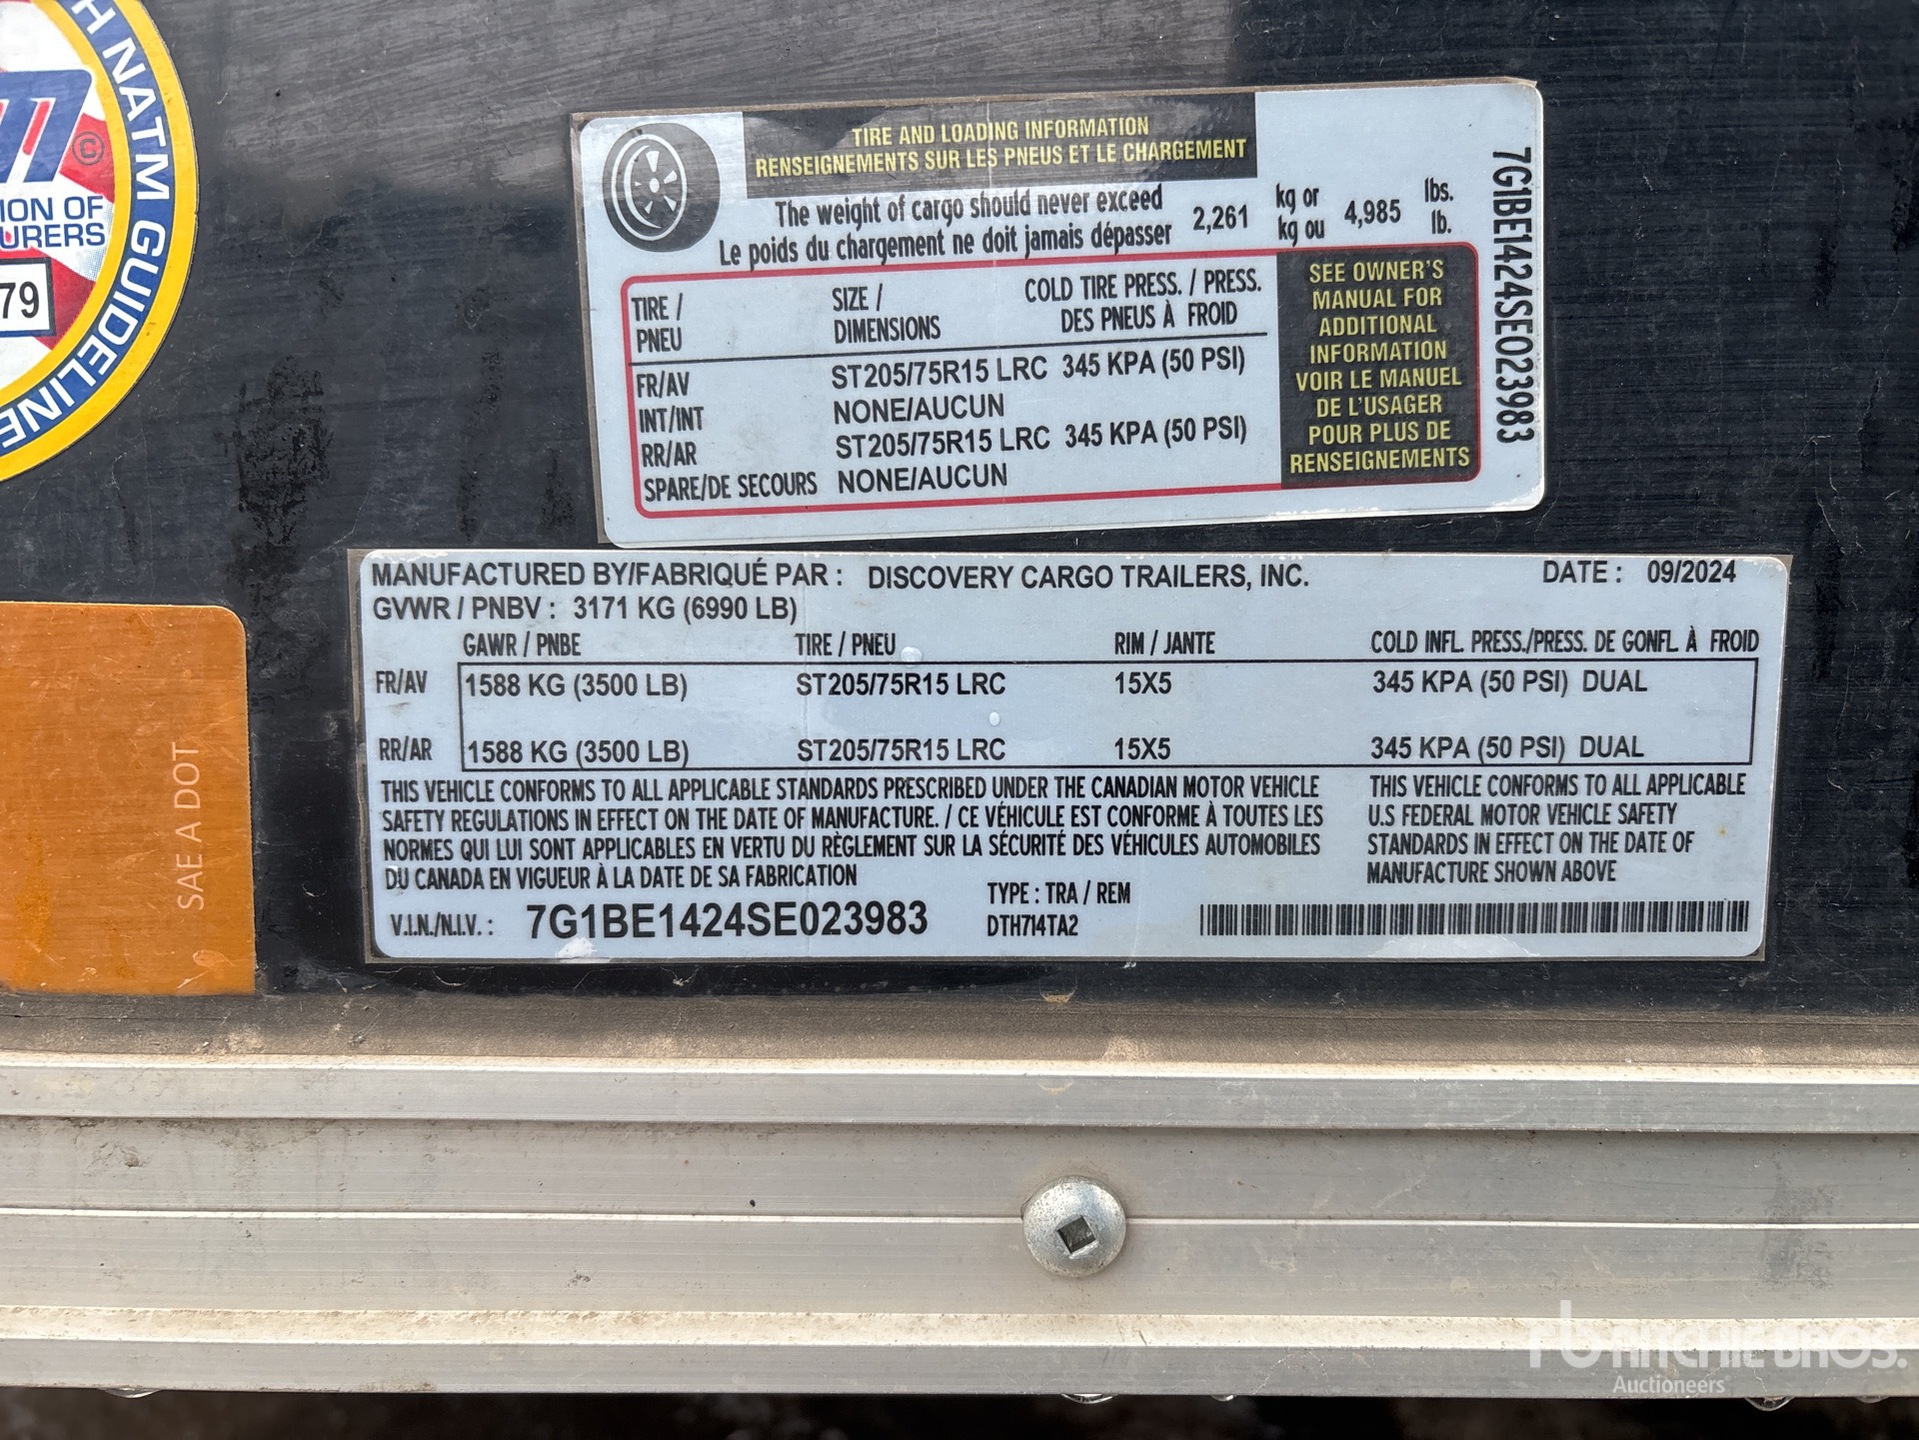 H NATM GUIDELINE
©
ION OF
URERS
79
TIRE AND LOADING INFORMATION
RENSEIGNEMENTS SUR LES PNEUS ET LE CHARGEMENT
The weight of cargo should never exceed
Le poids du chargement ne doit jamais dépasser
2,261 kg or kg ou 4,985 lbs. lb.
TIRE / PNEU SIZE / DIMENSIONS COLD TIRE PRESS. / PRESS. DES PNEUS À FROID
FR/AV ST205/75R15 LRC 345 KPA (50 PSI)
INT/INT NONE/AUCUN
RR/AR ST205/75R15 LRC 345 KPA (50 PSI)
SPARE/DE SECOURS NONE/AUCUN
SEE OWNER'S
MANUAL FOR
ADDITIONAL
INFORMATION
VOIR LE MANUEL
DE L'USAGER
POUR PLUS DE
RENSEIGNEMENTS
7G1BE1424SE023983
MANUFACTURED BY/FABRIQUÉ PAR : DISCOVERY CARGO TRAILERS, INC. DATE : 09/2024
GVWR / PNBV : 3171 KG (6990 LB)
GAWR / PNBE TIRE / PNEU RIM / JANTE COLD INFL. PRESS./PRESS. DE GONFL. À FROID
FR/AV 1588 KG (3500 LB) ST205/75R15 LRC 15X5 345 KPA (50 PSI) DUAL
RR/AR 1588 KG (3500 LB) ST205/75R15 LRC 15X5 345 KPA (50 PSI) DUAL
THIS VEHICLE CONFORMS TO ALL APPLICABLE STANDARDS PRESCRIBED UNDER THE CANADIAN MOTOR VEHICLE
SAFETY REGULATIONS IN EFFECT ON THE DATE OF MANUFACTURE. / CE VÉHICULE EST CONFORME À TOUTES LES
NORMES QUI LUI SONT APPLICABLES EN VERTU DU RÈGLEMENT SUR LA SÉCURITÉ DES VÉHICULES AUTOMOBILES
DU CANADA EN VIGUEUR À LA DATE DE SA FABRICATION
THIS VEHICLE CONFORMS TO ALL APPLICABLE
U.S FEDERAL MOTOR VEHICLE SAFETY
STANDARDS IN EFFECT ON THE DATE OF
MANUFACTURE SHOWN ABOVE
V.I.N./N.I.V. : 7G1BE1424SE023983
TYPE : TRA / REM
DTH714TA2
SAE A DOT
rb RITCHIE BROS.
Auctioneers